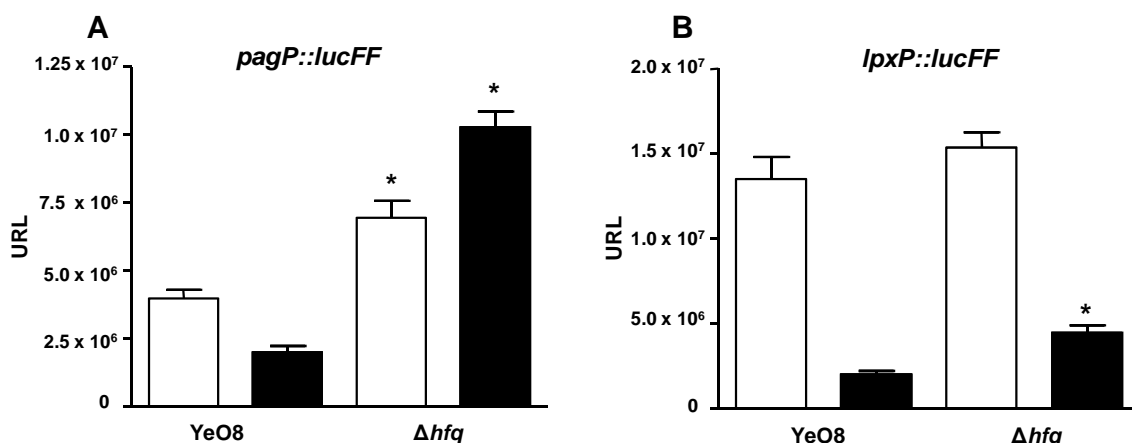 A
pagP::lucFF
1.25 x 10⁷
1.0 x 10⁷
7.5 x 10⁶
5.0 x 10⁶
2.5 x 10⁶
0
URL
*
*
YeO8
Δhfq
B
lpxP::lucFF
2.0 x 10⁷
1.5 x 10⁷
1.0 x 10⁷
5.0 x 10⁶
0
URL
*
YeO8
Δhfq